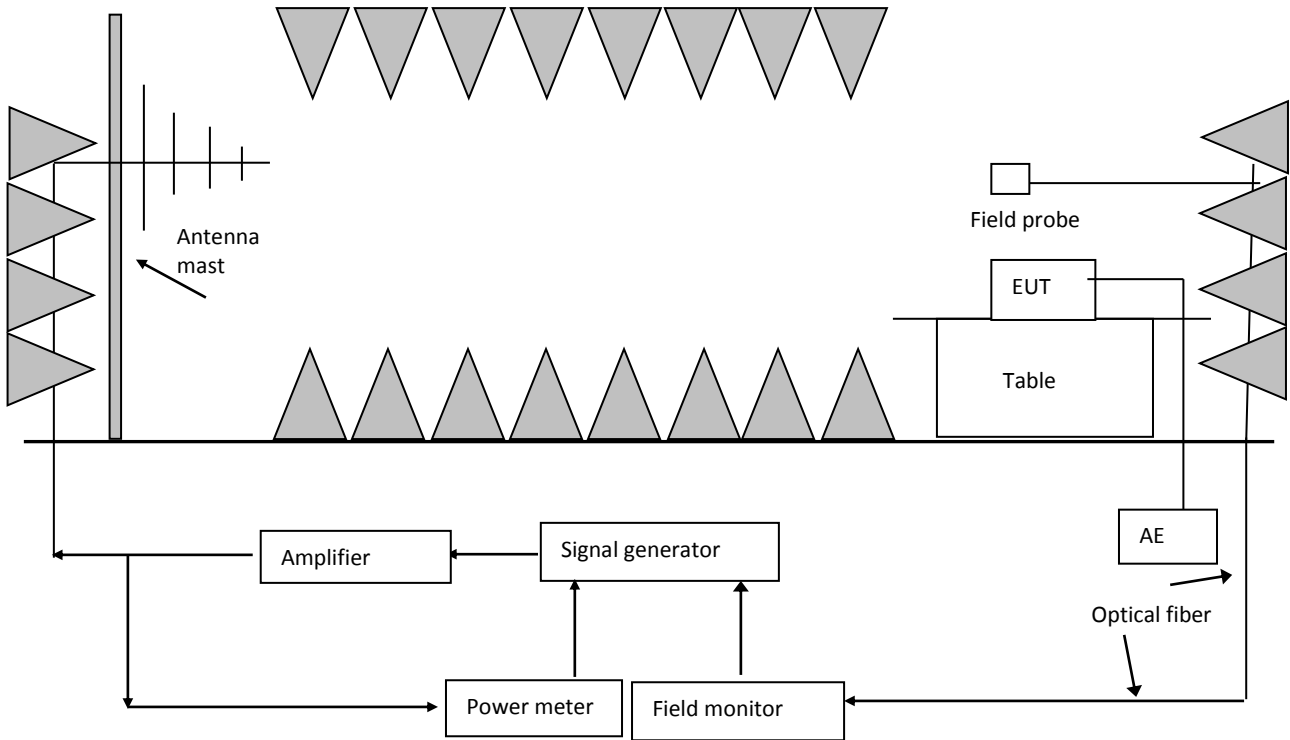 Antenna
mast
Field probe
EUT
Table
AE
Amplifier
Signal generator
Optical fiber
Power meter
Field monitor